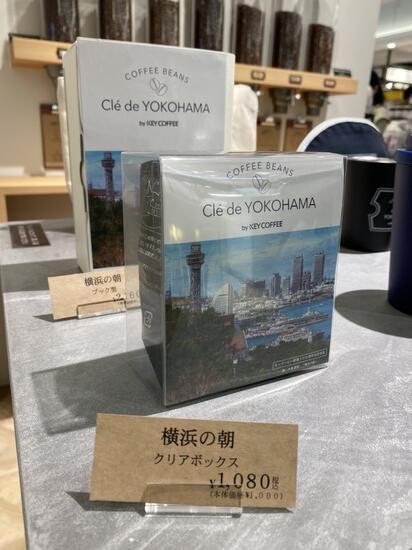 COFFEE BEANS
Clé de YOKOHAMA
by KEY COFFEE
横浜の朝
ブック型
COFFEE BEANS
Clé de YOKOHAMA
by KEY COFFEE
横浜の朝
クリアボックス
¥1,080税込
(本体価格¥1,000)